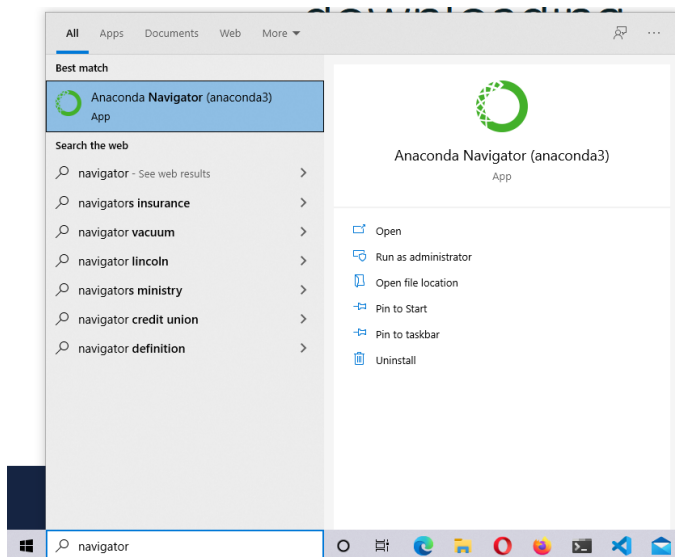 All Apps Documents Web More
Best match
Anaconda Navigator (anaconda3)
App
Search the web
navigator - See web results
navigators insurance
navigator vacuum
navigator lincoln
navigators ministry
navigator credit union
navigator definition
Anaconda Navigator (anaconda3)
App
Open
Run as administrator
Open file location
Pin to Start
Pin to taskbar
Uninstall
navigator